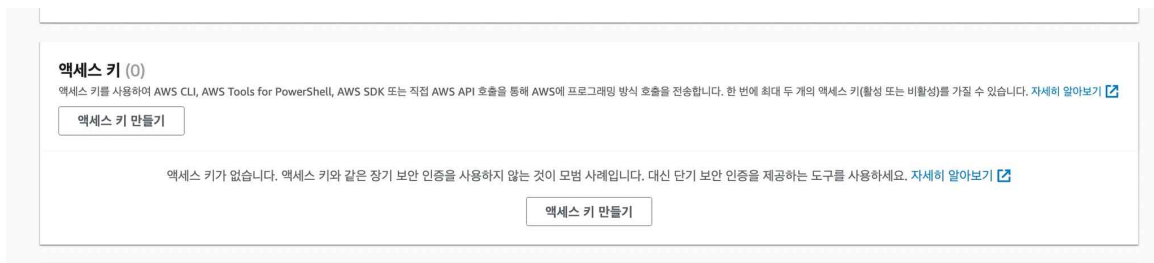 액세스 키 (0)
액세스 키를 사용하여 AWS CLI, AWS Tools for PowerShell, AWS SDK 또는 직접 AWS API 호출을 통해 AWS에 프로그래밍 방식 호출을 전송합니다. 한 번에 최대 두 개의 액세스 키(활성 또는 비활성)를 가질 수 있습니다. 자세히 알아보기
액세스 키 만들기
액세스 키가 없습니다. 액세스 키와 같은 장기 보안 인증을 사용하지 않는 것이 모범 사례입니다. 대신 단기 보안 인증을 제공하는 도구를 사용하세요. 자세히 알아보기
액세스 키 만들기